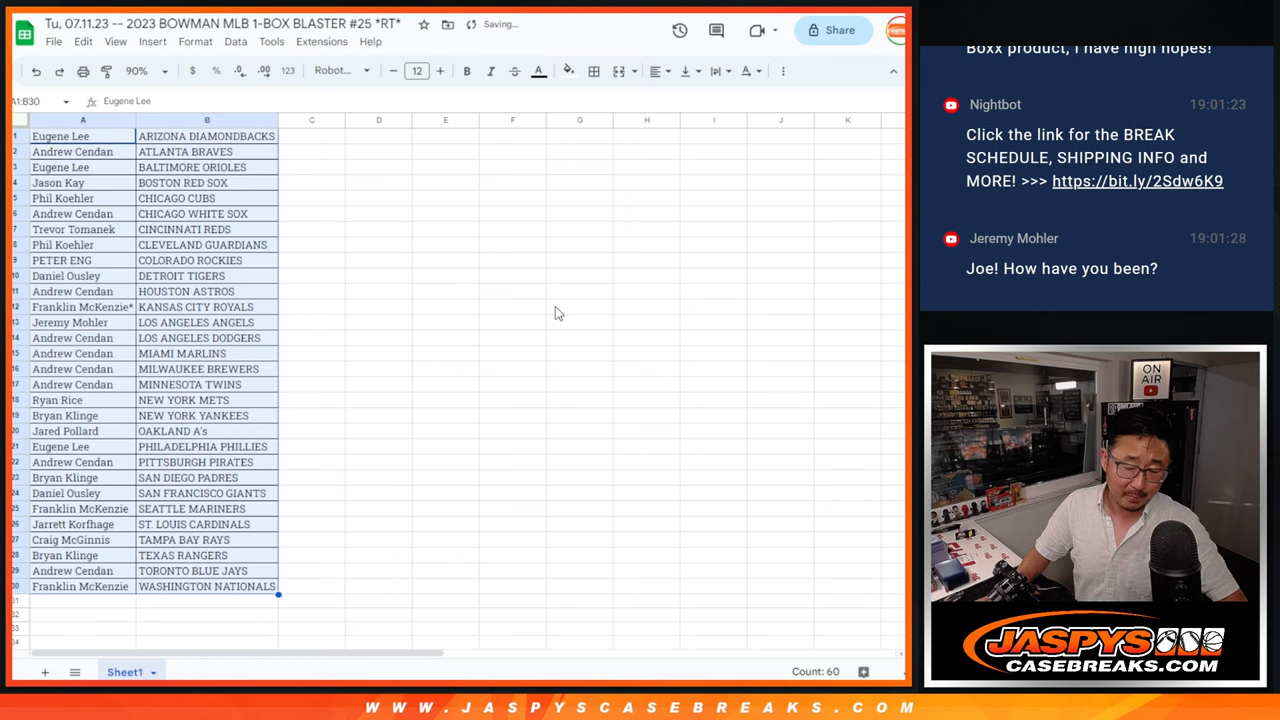 Tu, 07.11.23 -- 2023 BOWMAN MLB 1-BOX BLASTER #25 *RT*
Saving...
File Edit View Insert Format Data Tools Extensions Help
Share
90% $ % .0 .00 123 Robot... 12 B I S A
A1:B30 fx Eugene Lee
A B C D E F G H I J K
1 Eugene Lee ARIZONA DIAMONDBACKS
2 Andrew Cendan ATLANTA BRAVES
3 Eugene Lee BALTIMORE ORIOLES
4 Jason Kay BOSTON RED SOX
5 Phil Koehler CHICAGO CUBS
6 Andrew Cendan CHICAGO WHITE SOX
7 Trevor Tomanek CINCINNATI REDS
8 Phil Koehler CLEVELAND GUARDIANS
9 PETER ENG COLORADO ROCKIES
10 Daniel Ousley DETROIT TIGERS
11 Andrew Cendan HOUSTON ASTROS
12 Franklin McKenzie* KANSAS CITY ROYALS
13 Jeremy Mohler LOS ANGELES ANGELS
14 Andrew Cendan LOS ANGELES DODGERS
15 Andrew Cendan MIAMI MARLINS
16 Andrew Cendan MILWAUKEE BREWERS
17 Andrew Cendan MINNESOTA TWINS
18 Ryan Rice NEW YORK METS
19 Bryan Klinge NEW YORK YANKEES
20 Jared Pollard OAKLAND A's
21 Eugene Lee PHILADELPHIA PHILLIES
22 Andrew Cendan PITTSBURGH PIRATES
23 Bryan Klinge SAN DIEGO PADRES
24 Daniel Ousley SAN FRANCISCO GIANTS
25 Franklin McKenzie SEATTLE MARINERS
26 Jarrett Korfhage ST. LOUIS CARDINALS
27 Craig McGinnis TAMPA BAY RAYS
28 Bryan Klinge TEXAS RANGERS
29 Andrew Cendan TORONTO BLUE JAYS
30 Franklin McKenzie WASHINGTON NATIONALS
31
32
33
34
Sheet1
Count: 60
Boxx product, I have high hopes!
Nightbot 19:01:23
Click the link for the BREAK
SCHEDULE, SHIPPING INFO and
MORE! >>> https://bit.ly/2Sdw6K9
Jeremy Mohler 19:01:28
Joe! How have you been?
ON
AIR
JASPYS
CASEBREAKS.COM
WWW.JASPYSCASEBREAKS.COM